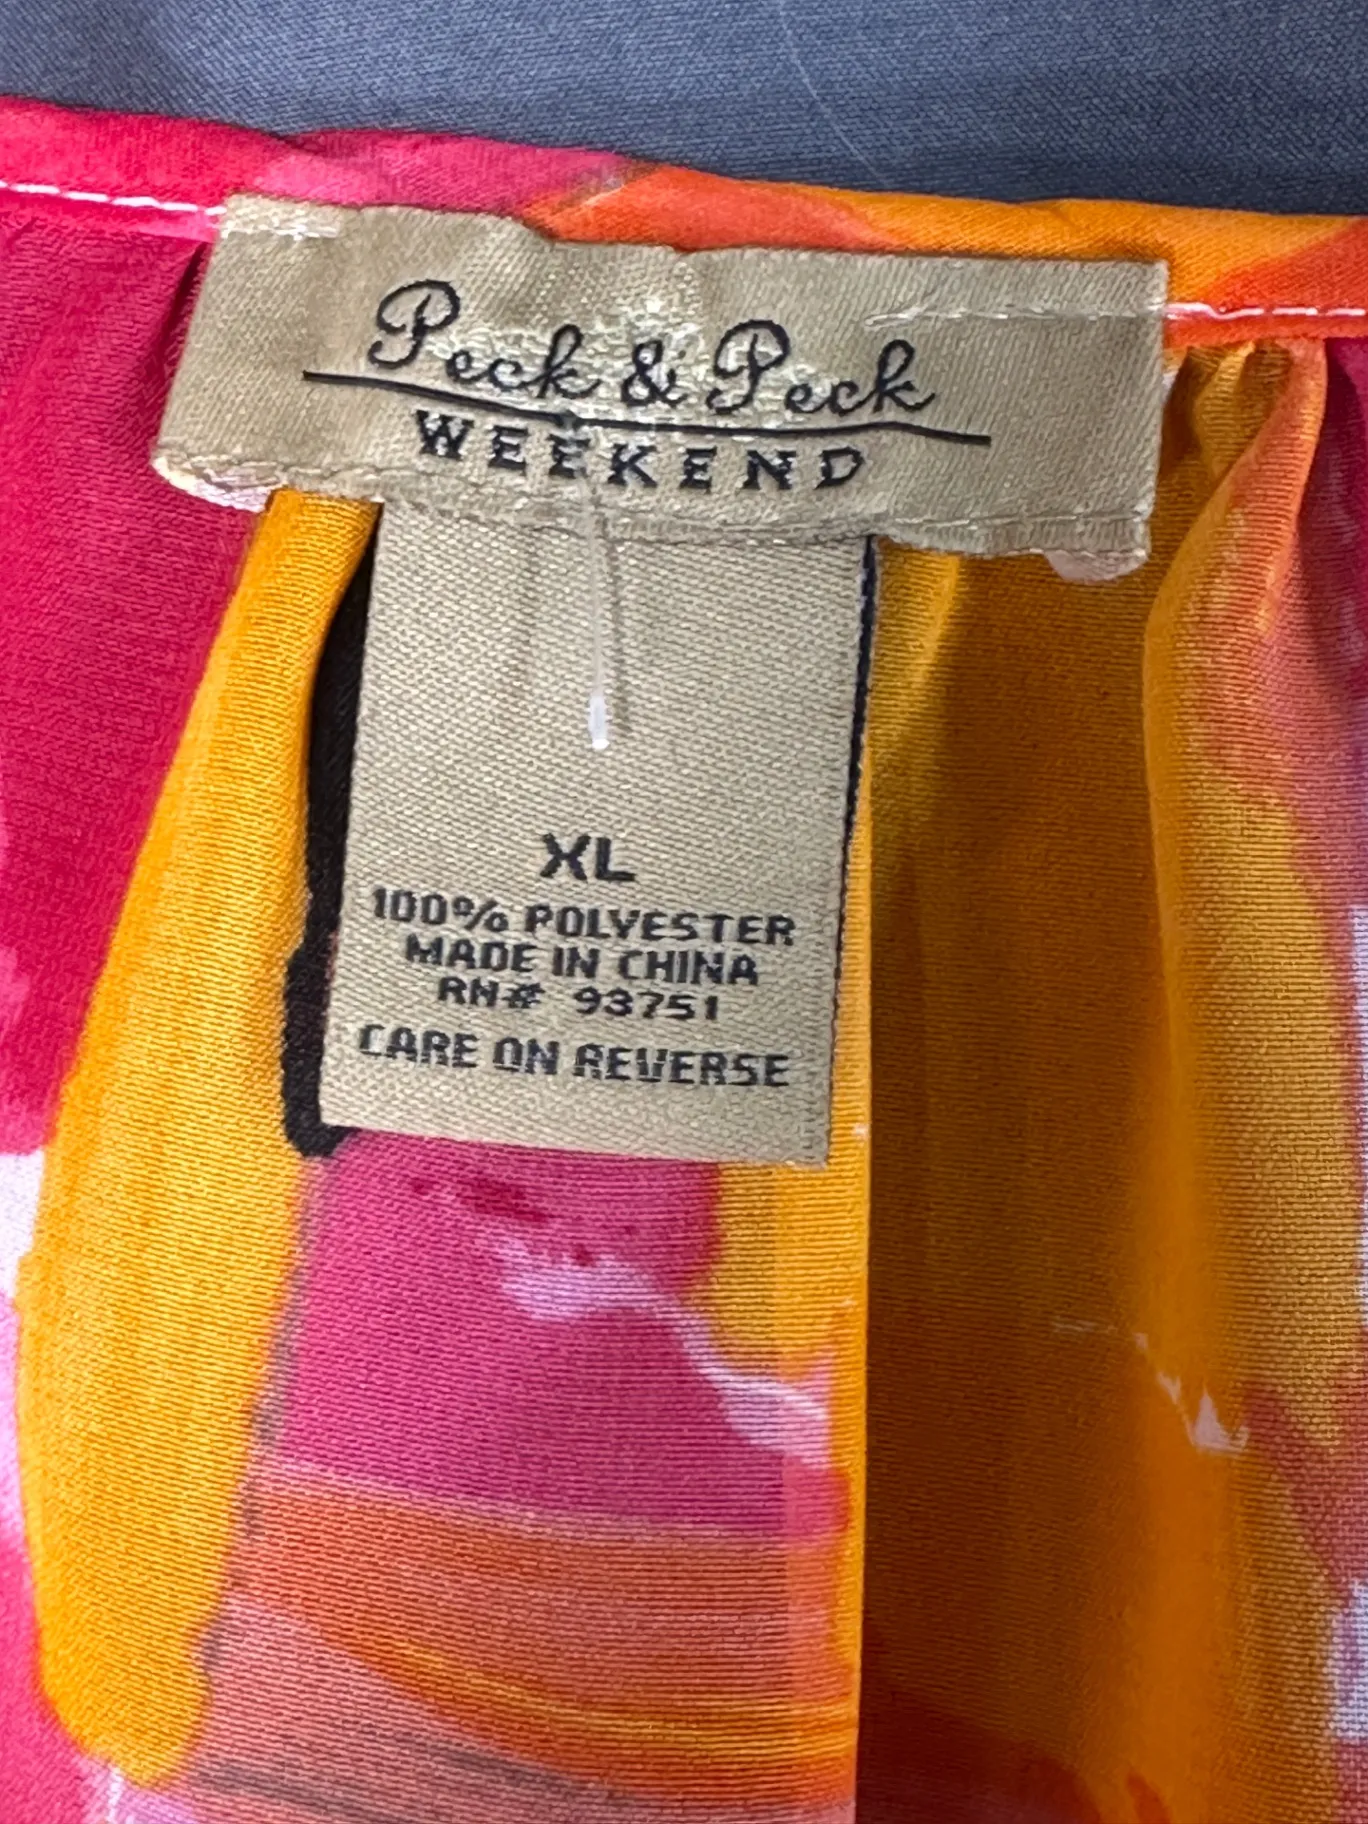 Peck & Peck
WEEKEND
XL
100% POLYESTER
MADE IN CHINA
RN# 93751
CARE ON REVERSE